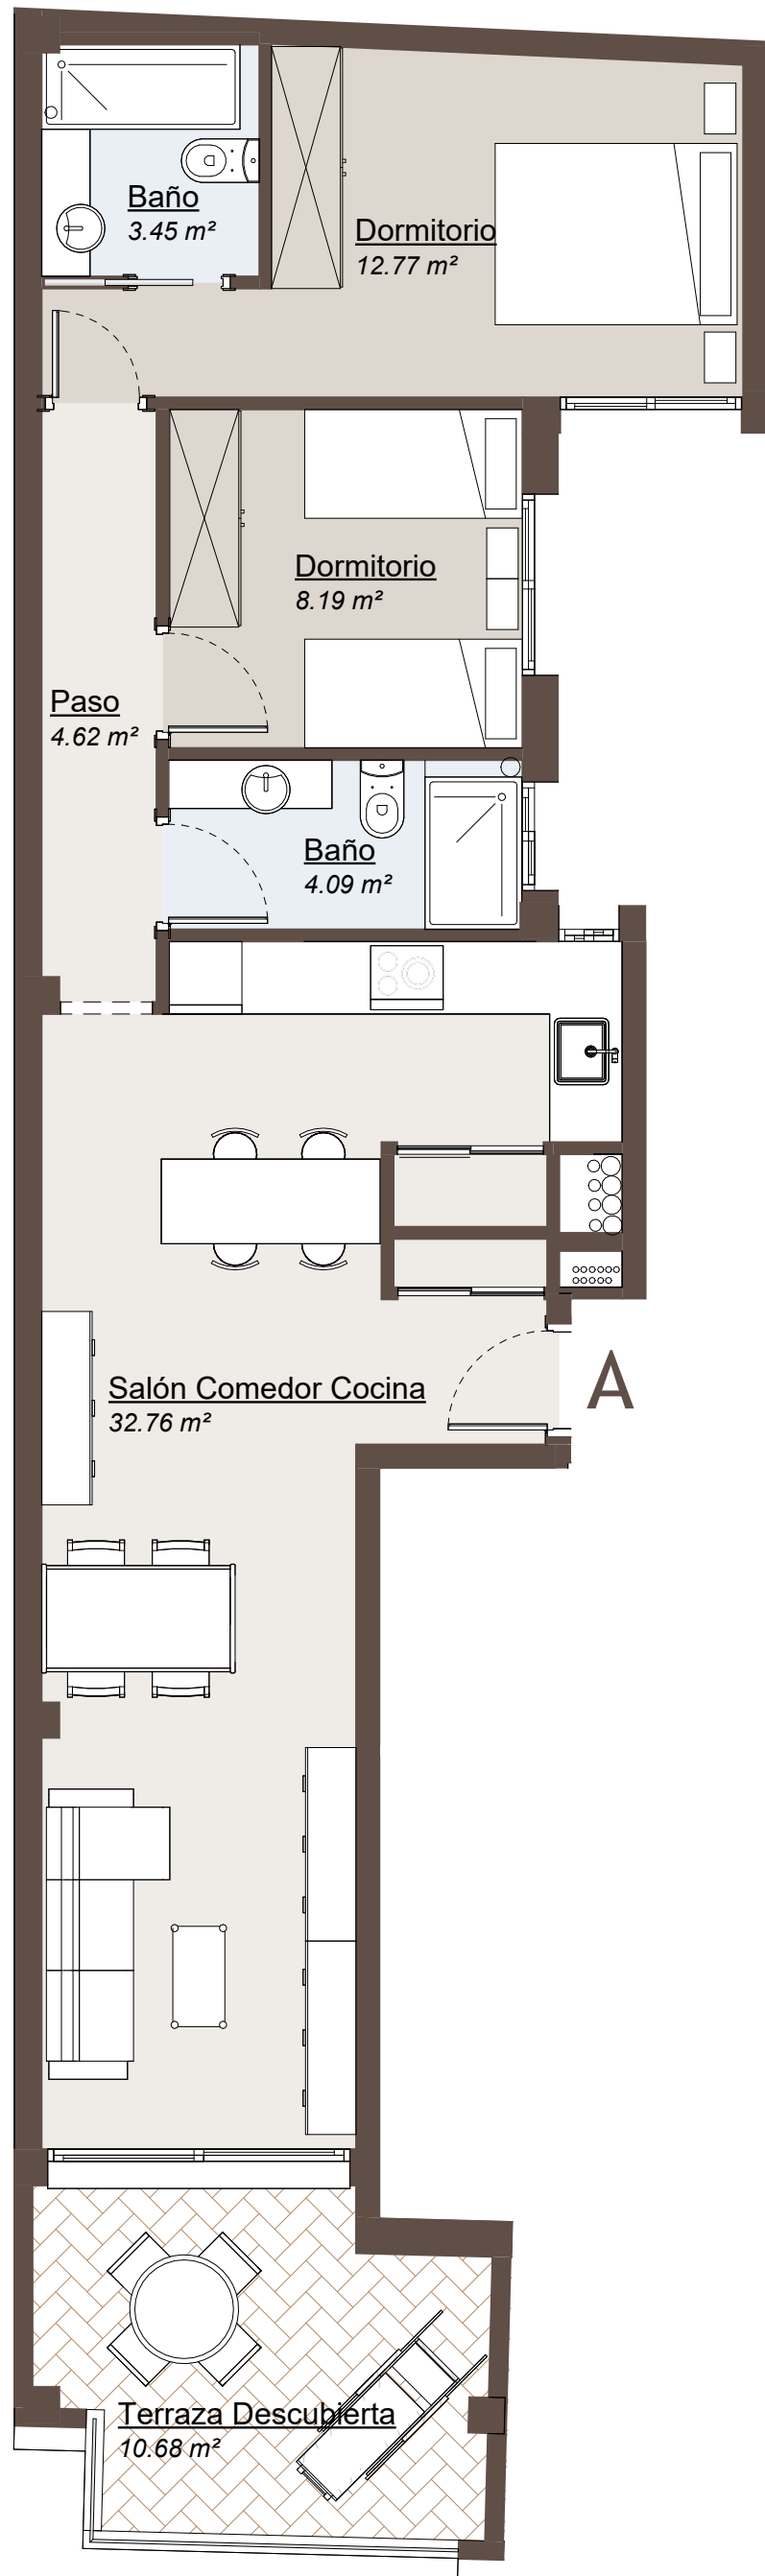 Baño
3.45 m²
Dormitorio
12.77 m²
Dormitorio
8.19 m²
Paso
4.62 m²
Baño
4.09 m²
A
Salón Comedor Cocina
32.76 m²
Terraza Descubierta
10.68 m²